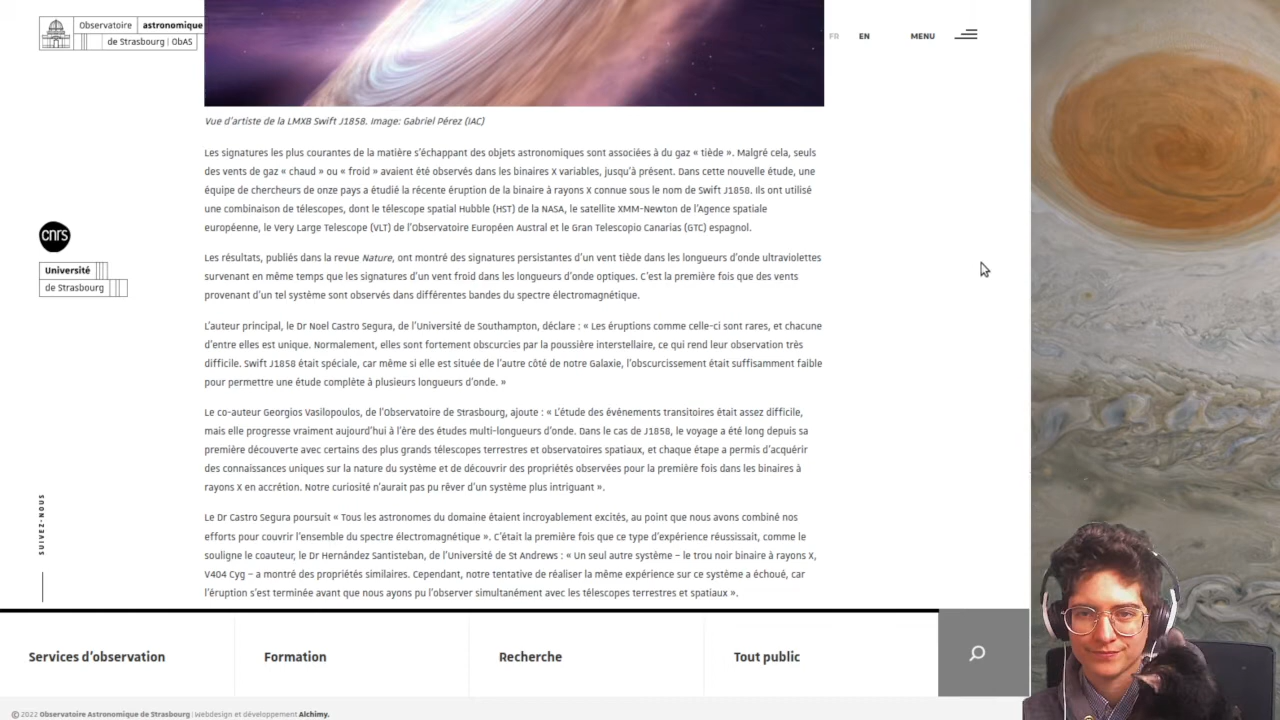 Observatoire astronomique
de Strasbourg | ObAS
FR EN MENU
Vue d'artiste de la LMXB Swift J1858. Image: Gabriel Pérez (IAC)
Les signatures les plus courantes de la matière s'échappant des objets astronomiques sont associées à du gaz « tiède ». Malgré cela, seuls
des vents de gaz « chaud » ou « froid » avaient été observés dans les binaires X variables, jusqu'à présent. Dans cette nouvelle étude, une
équipe de chercheurs de onze pays a étudié la récente éruption de la binaire à rayons X connue sous le nom de Swift J1858. Ils ont utilisé
une combinaison de télescopes, dont le télescope spatial Hubble (HST) de la NASA, le satellite XMM-Newton de l'Agence spatiale
européenne, le Very Large Telescope (VLT) de l'Observatoire Européen Austral et le Gran Telescopio Canarias (GTC) espagnol.
cnrs
Université
de Strasbourg
Les résultats, publiés dans la revue Nature, ont montré des signatures persistantes d'un vent tiède dans les longueurs d'onde ultraviolettes
survenant en même temps que les signatures d'un vent froid dans les longueurs d'onde optiques. C'est la première fois que des vents
provenant d'un tel système sont observés dans différentes bandes du spectre électromagnétique.
L'auteur principal, le Dr Noel Castro Segura, de l'Université de Southampton, déclare : « Les éruptions comme celle-ci sont rares, et chacune
d'entre elles est unique. Normalement, elles sont fortement obscurcies par la poussière interstellaire, ce qui rend leur observation très
difficile. Swift J1858 était spéciale, car même si elle est située de l'autre côté de notre Galaxie, l'obscurcissement était suffisamment faible
pour permettre une étude complète à plusieurs longueurs d'onde. »
Le co-auteur Georgios Vasilopoulos, de l'Observatoire de Strasbourg, ajoute : « L'étude des événements transitoires était assez difficile,
mais elle progresse vraiment aujourd'hui à l'ère des études multi-longueurs d'onde. Dans le cas de J1858, le voyage a été long depuis sa
première découverte avec certains des plus grands télescopes terrestres et observatoires spatiaux, et chaque étape a permis d'acquérir
des connaissances uniques sur la nature du système et de découvrir des propriétés observées pour la première fois dans les binaires à
rayons X en accrétion. Notre curiosité n'aurait pas pu rêver d'un système plus intriguant ».
SUIVEZ-NOUS
Le Dr Castro Segura poursuit « Tous les astronomes du domaine étaient incroyablement excités, au point que nous avons combiné nos
efforts pour couvrir l'ensemble du spectre électromagnétique ». C'était la première fois que ce type d'expérience réussissait, comme le
souligne le coauteur, le Dr Hernández Santisteban, de l'Université de St Andrews : « Un seul autre système – le trou noir binaire à rayons X,
V404 Cyg – a montré des propriétés similaires. Cependant, notre tentative de réaliser la même expérience sur ce système a échoué, car
l'éruption s'est terminée avant que nous ayons pu l'observer simultanément avec les télescopes terrestres et spatiaux ».
Services d'observation Formation Recherche Tout public
© 2022 Observatoire Astronomique de Strasbourg | Webdesign et développement Alchimy.